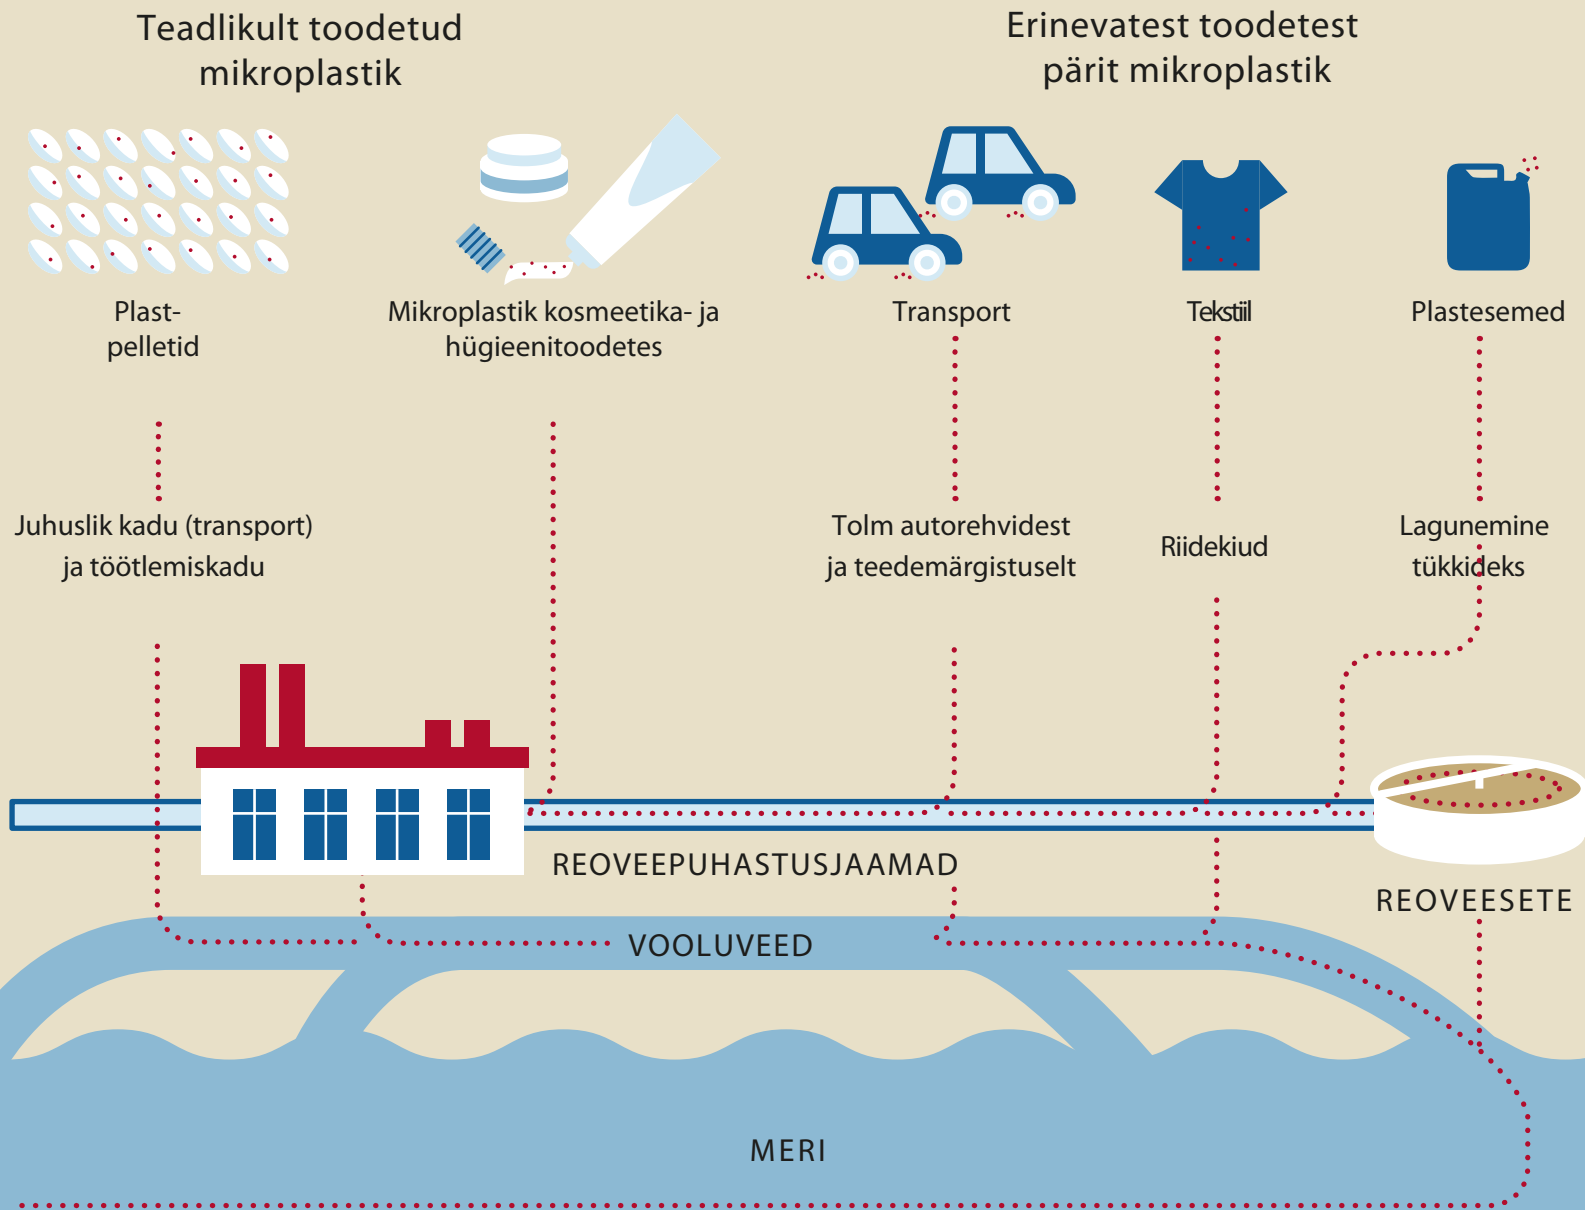 Teadlikult toodetud
mikroplastik
Erinevatest toodetest
pärit mikroplastik
Plast-
pelletid
Mikroplastik kosmeetika- ja
hügieenitoodetes
Transport
Tekstiil
Plastesemed
Juhuslik kadu (transport)
ja töötlemiskadu
Tolm autorehvidest
ja teedemärgistuselt
Riidekiud
Lagunemine
tükkideks
REOVEEPUHASTUSJAAMAD
REOVEESETE
VOOLUVEED
MERI